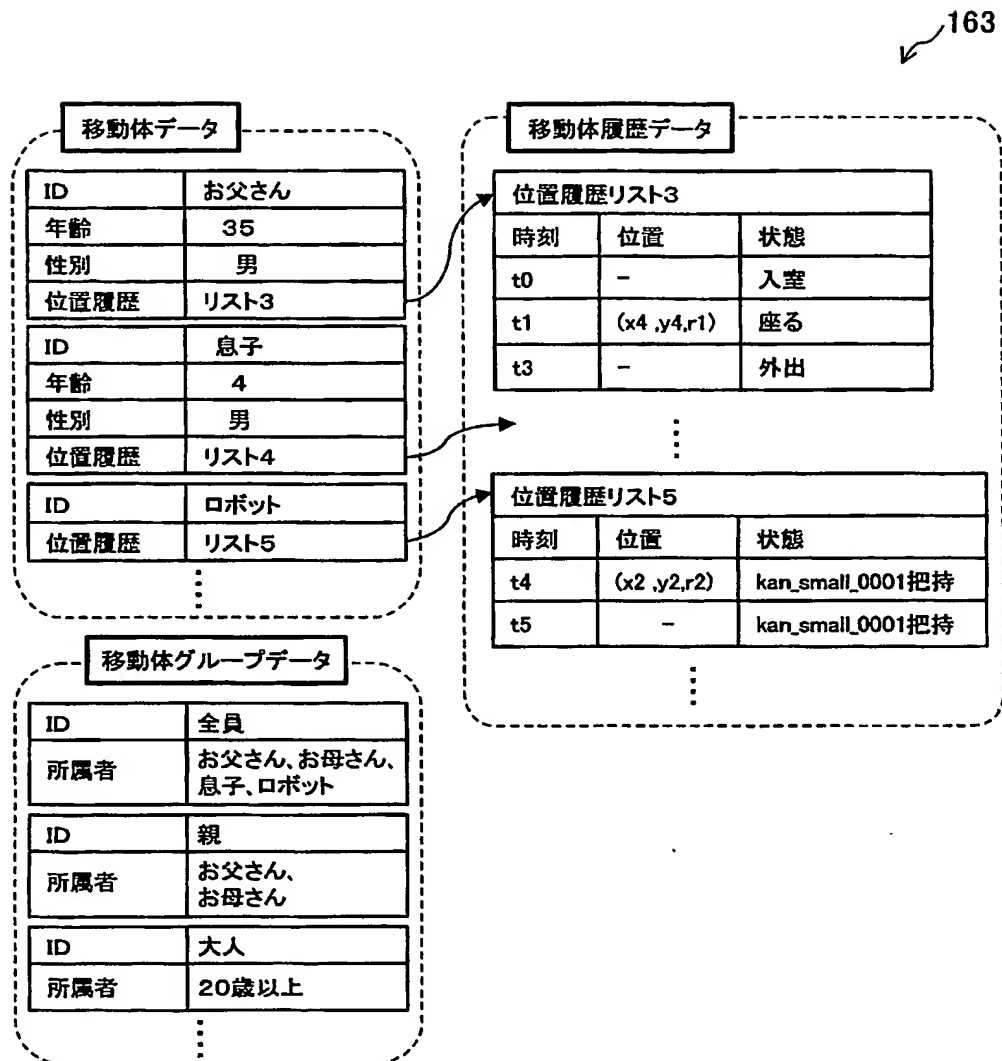 163
移動体データ
ID お父さん
年齢 35
性別 男
位置履歴 リスト3
ID 息子
年齢 4
性別 男
位置履歴 リスト4
ID ロボット
位置履歴 リスト5
移動体グループデータ
ID 全員
所属者 お父さん、お母さん、
息子、ロボット
ID 親
所属者 お父さん、
お母さん
ID 大人
所属者 20歳以上
移動体履歴データ
位置履歴リスト3
時刻 位置 状態
t0 － 入室
t1 (x4 ,y4,r1) 座る
t3 － 外出
位置履歴リスト5
時刻 位置 状態
t4 (x2 ,y2,r2) kan_small_0001把持
t5 － kan_small_0001把持